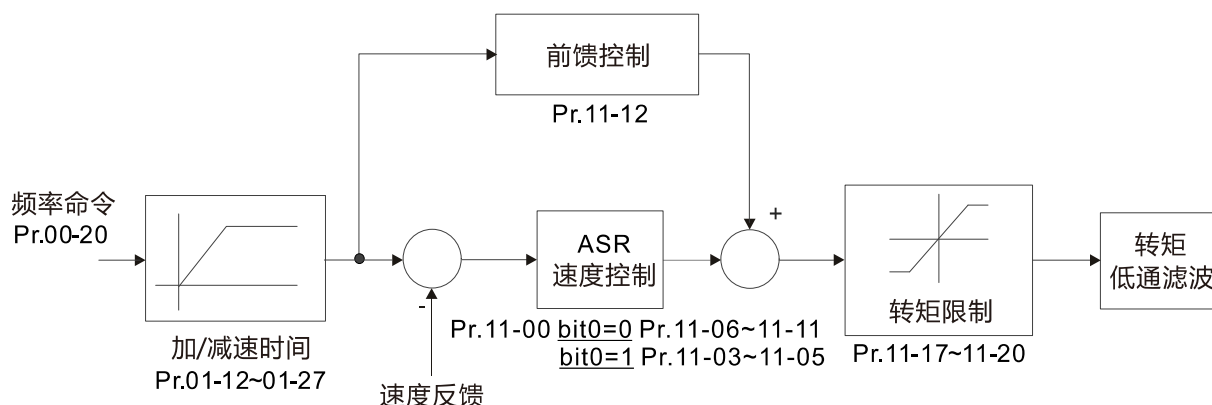 前馈控制
Pr.11-12
频率命令
Pr.00-20
加/减速时间
Pr.01-12~01-27
-
速度反馈
ASR
速度控制
Pr.11-00 bit0=0 Pr.11-06~11-11
bit0=1 Pr.11-03~11-05
+
转矩限制
Pr.11-17~11-20
转矩
低通滤波